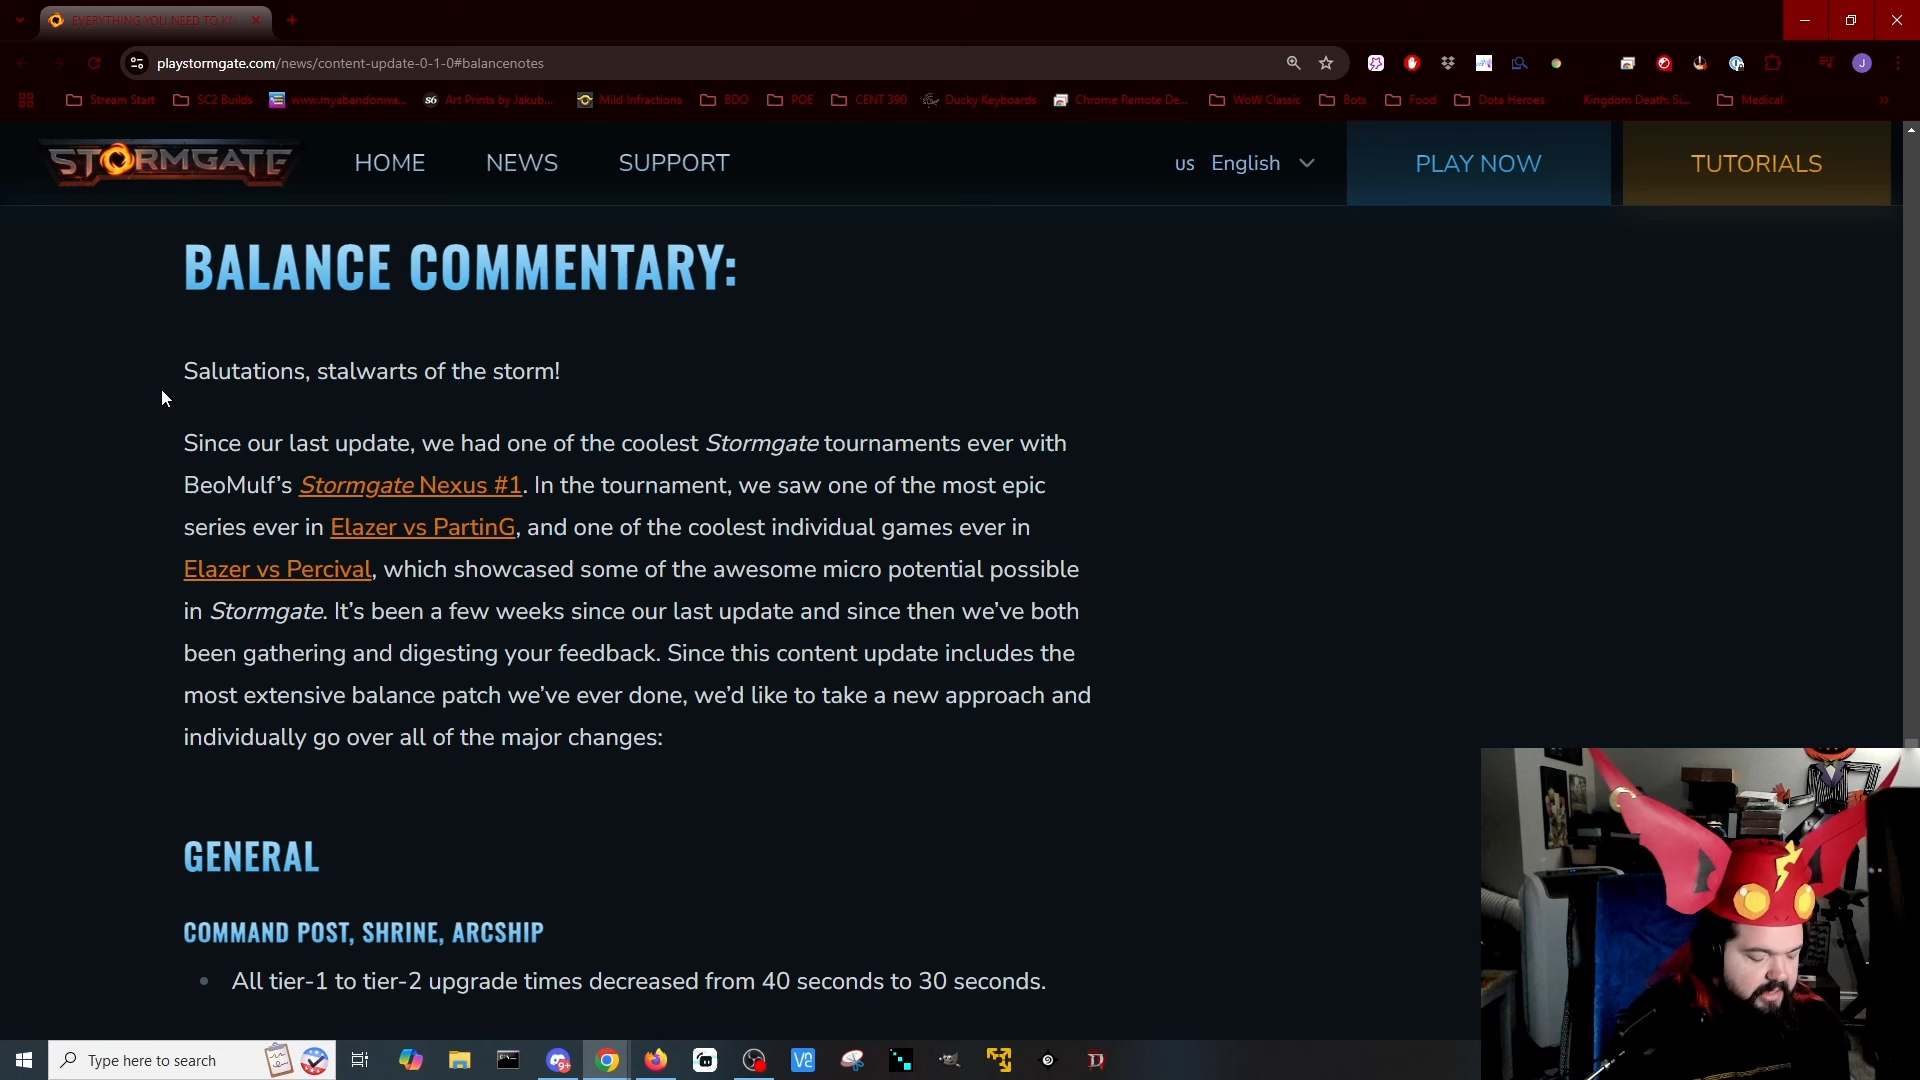 EVERYTHING YOU NEED TO K
playstormgate.com/news/content-update-0-1-0#balancenotes
J
Stream Start
SC2 Builds
www.myabandonwa...
S6 Art Prints by Jakub...
Mild Infractions
BDO
POE
CENT 390
Ducky Keyboards
Chrome Remote De...
WoW Classic
Bots
Food
Dota Heroes
Kingdom Death: Si...
Medical
STORMGATE
HOME
NEWS
SUPPORT
us English
PLAY NOW
TUTORIALS
BALANCE COMMENTARY:
Salutations, stalwarts of the storm!
Since our last update, we had one of the coolest Stormgate tournaments ever with
BeoMulf’s Stormgate Nexus #1. In the tournament, we saw one of the most epic
series ever in Elazer vs PartinG, and one of the coolest individual games ever in
Elazer vs Percival, which showcased some of the awesome micro potential possible
in Stormgate. It’s been a few weeks since our last update and since then we’ve both
been gathering and digesting your feedback. Since this content update includes the
most extensive balance patch we’ve ever done, we’d like to take a new approach and
individually go over all of the major changes:
GENERAL
COMMAND POST, SHRINE, ARCSHIP
All tier-1 to tier-2 upgrade times decreased from 40 seconds to 30 seconds.
Type here to search
9+
V2